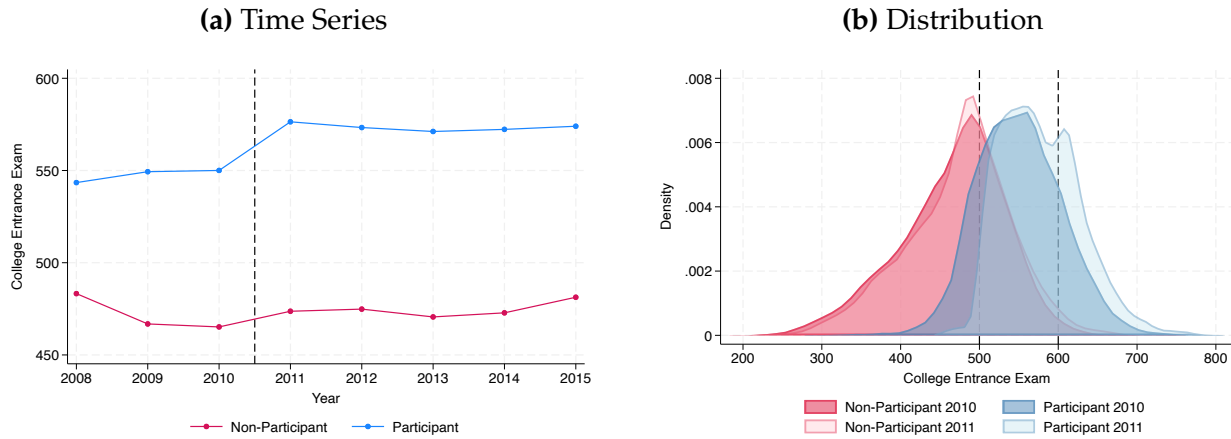 (a) Time Series
600
550
500
450
College Entrance Exam
2008 2009 2010 2011 2012 2013 2014 2015
Year
Non-Participant Participant
(b) Distribution
.008
.006
.004
.002
0
Density
200 300 400 500 600 700 800
College Entrance Exam
Non-Participant 2010 Participant 2010
Non-Participant 2011 Participant 2011